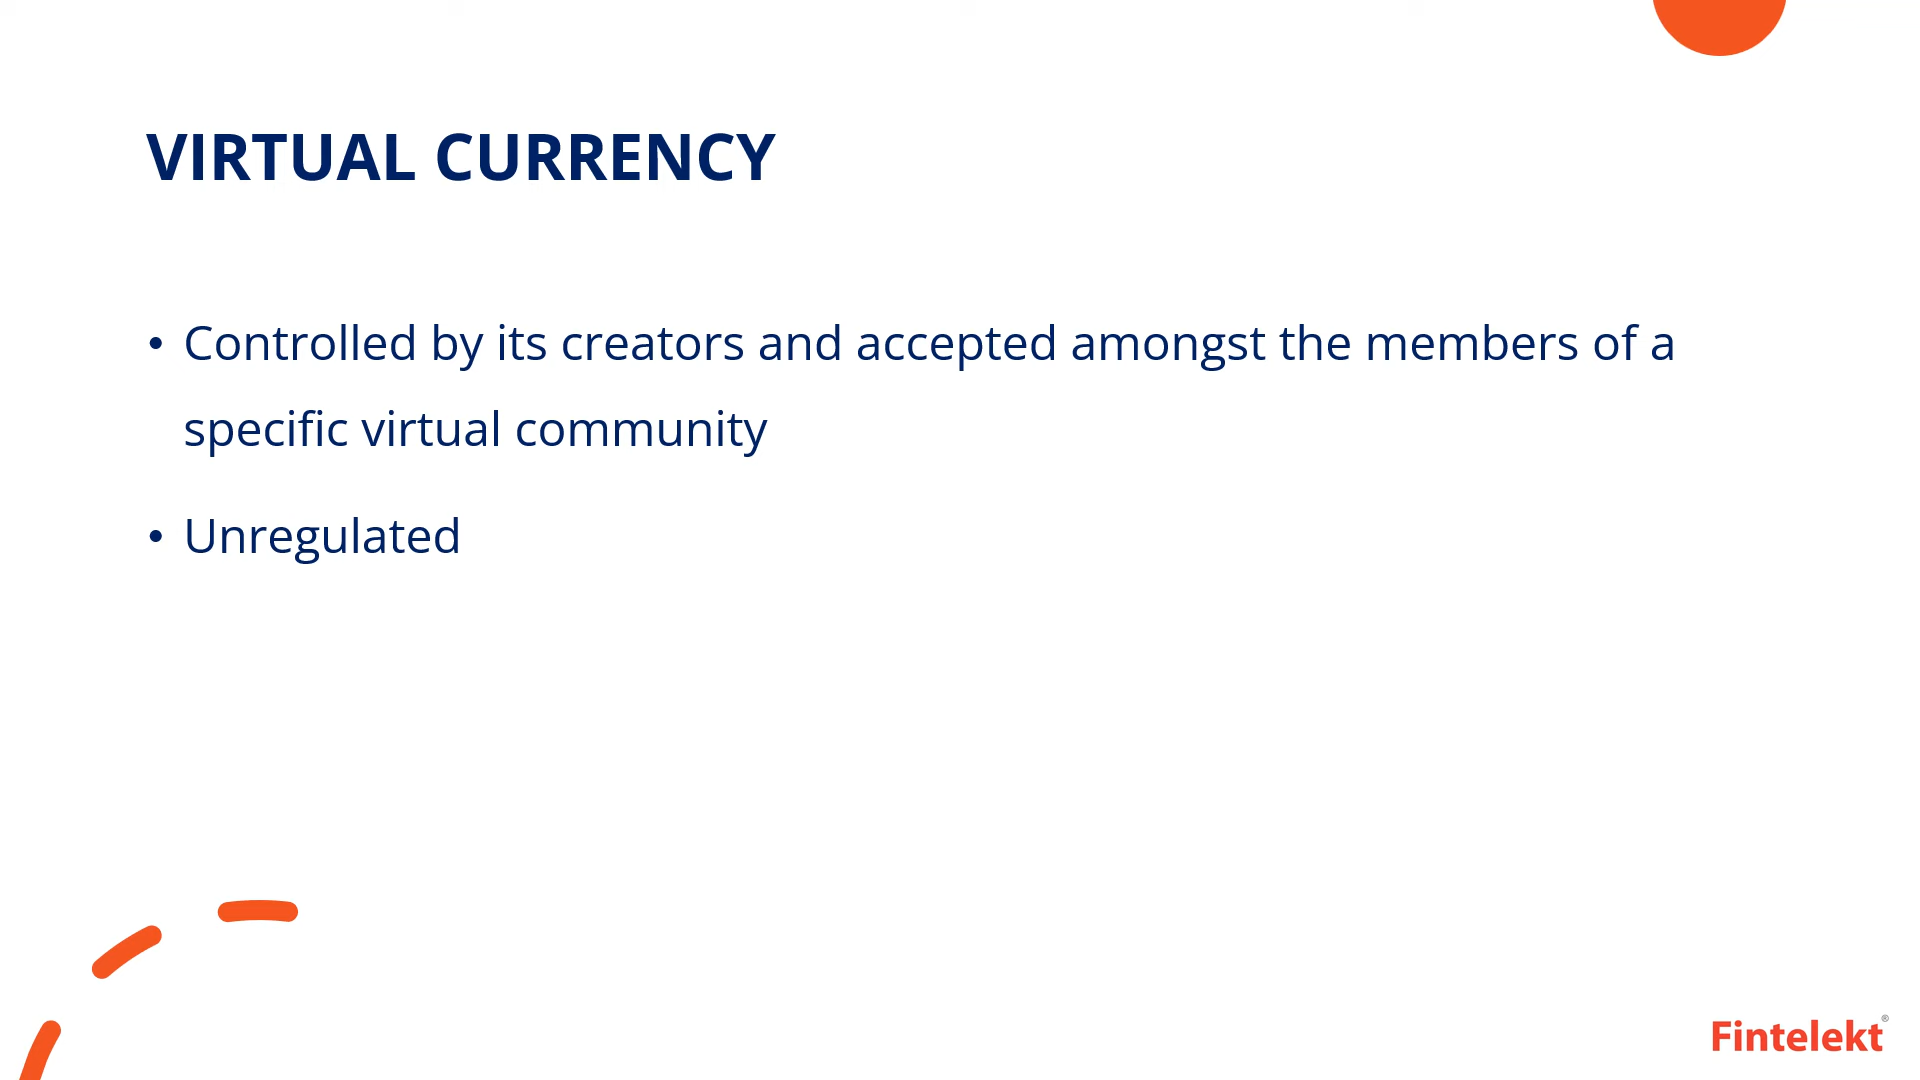 VIRTUAL CURRENCY
• Controlled by its creators and accepted amongst the members of a
specific virtual community
• Unregulated
Fintelekt®